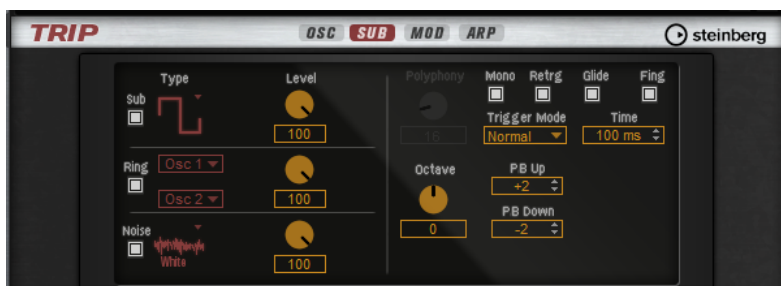 TRIP
OSC SUB MOD ARP
steinberg
Type Level
Sub
100
Ring Osc 1
Osc 2
100
Noise
White
100
Polyphony Mono Retrg Glide Fing
16
Trigger Mode Time
Normal 100 ms
Octave PB Up
+2
PB Down
0 -2